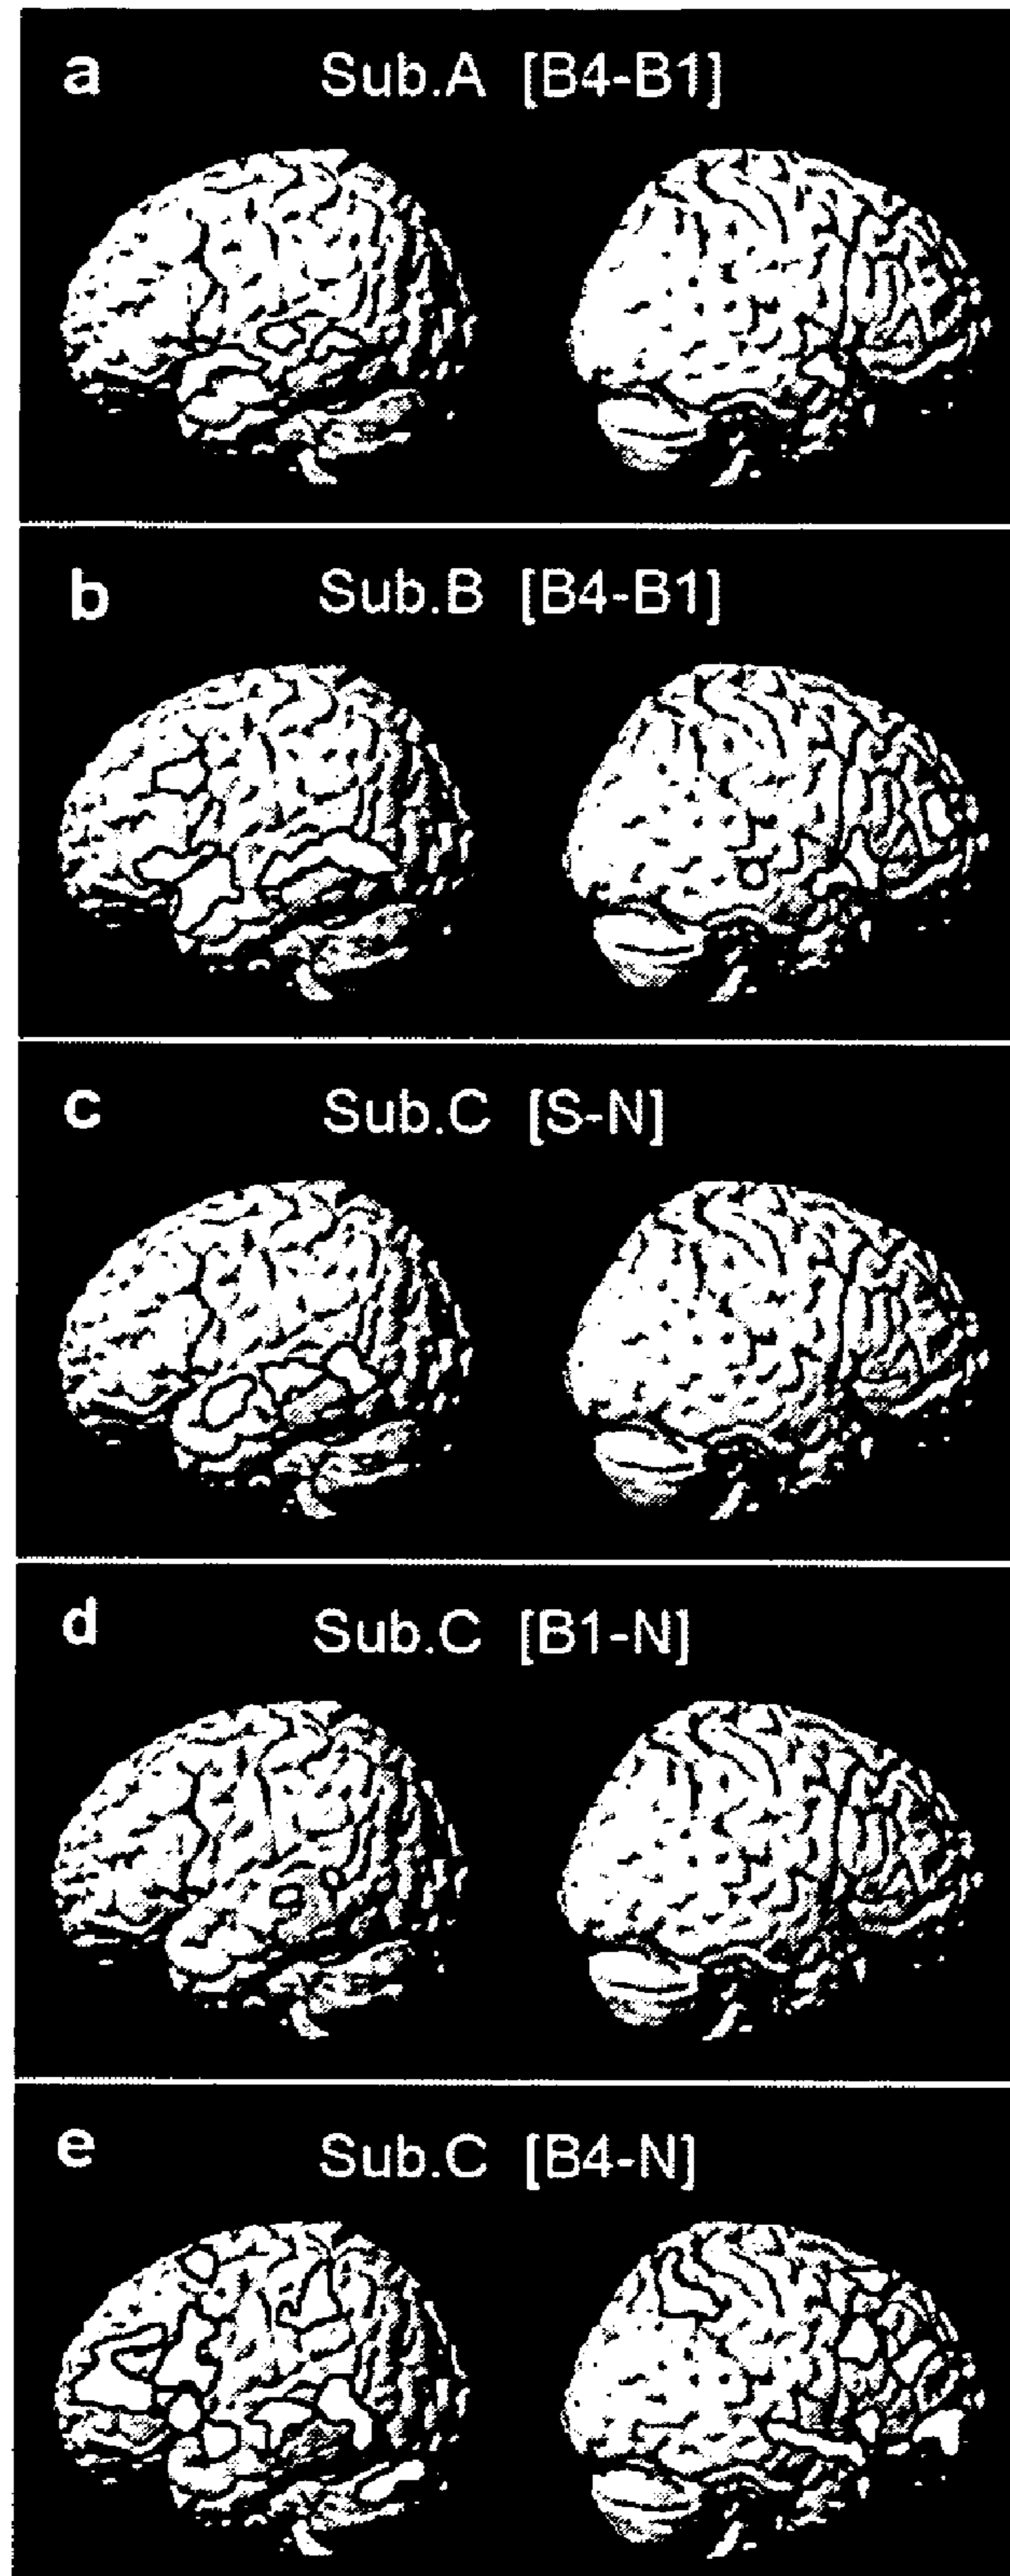 a Sub.A [B4-B1]
b Sub.B [B4-B1]
c Sub.C [S-N]
d Sub.C [B1-N]
e Sub.C [B4-N]